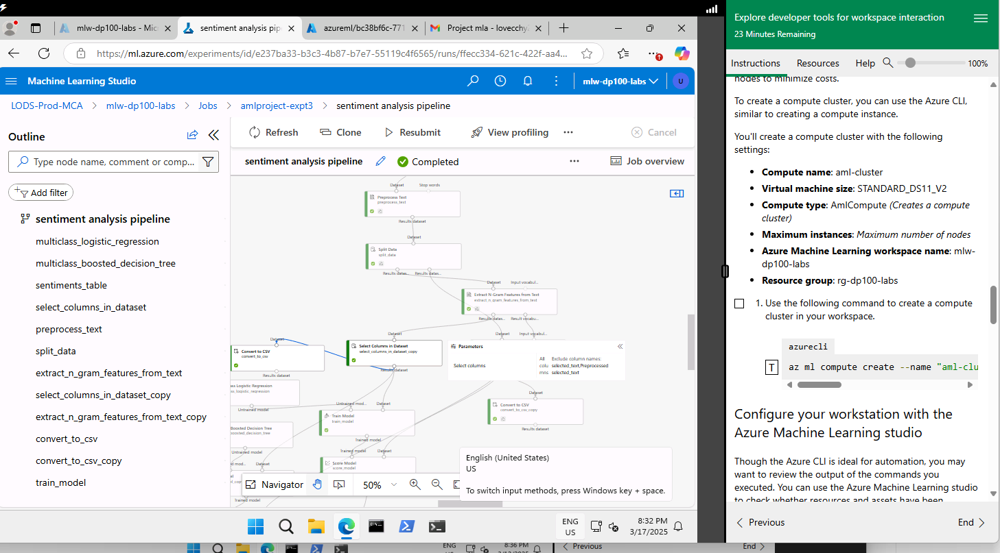 mlw-dp100-labs - Mic
sentiment analysis pip
azureml/bc38bf6c-771
Project mla - lovecchy
https://ml.azure.com/experiments/id/e237ba33-b3c3-4b87-b7e7-55119c4f6565/runs/ffecc334-621c-422f-aa4...
Machine Learning Studio
mlw-dp100-labs
U
LODS-Prod-MCA > mlw-dp100-labs > Jobs > amlproject-expt3 > sentiment analysis pipeline
Outline
Type node name, comment or comp...
Add filter
sentiment analysis pipeline
multiclass_logistic_regression
multiclass_boosted_decision_tree
sentiments_table
select_columns_in_dataset
preprocess_text
split_data
extract_n_gram_features_from_text
select_columns_in_dataset_copy
extract_n_gram_features_from_text_copy
convert_to_csv
convert_to_csv_copy
train_model
Refresh
Clone
Resubmit
View profiling
Cancel
sentiment analysis pipeline
Completed
Job overview
Dataset
Stop words
Preprocess Text
preprocess_text
Results dataset
Dataset
Split Data
split_data
Results datas...
Results datas...
Dataset
Input vocabul...
Extract N-Gram Features from Text
extract_n_gram_features_from_text
Results datas...
Result vocabu...
Dataset
Dataset
Dataset
Input vocabul...
Convert to CSV
convert_to_csv
Results dataset
Select Columns in Dataset
select_columns_in_dataset_copy
Results dataset
Parameters
Select columns
All
colu
mns
Exclude column names:
selected_text,Preprocessed
selected_text
ss Logistic Regression
ss_logistic_regression
Untrained model
Untrained mod...
Dataset
Train Model
train_model
Trained model
Dataset
Convert to CSV
convert_to_csv_copy
Results dataset
Boosted Decision Tree
boosted_decision_tree
Untrained model
Trained model
Dataset
Score Model
score_model
d mod...
Dataset
Trained model
Navigator
50%
English (United States)
US
To switch input methods, press Windows key + space.
ENG
US
8:32 PM
3/17/2025
Explore developer tools for workspace interaction
23 Minutes Remaining
Instructions
Resources
Help
100%
nodes to minimize costs.
To create a compute cluster, you can use the Azure CLI,
similar to creating a compute instance.
You'll create a compute cluster with the following
settings:
• Compute name: aml-cluster
• Virtual machine size: STANDARD_DS11_V2
• Compute type: AmlCompute (Creates a compute
cluster)
• Maximum instances: Maximum number of nodes
• Azure Machine Learning workspace name: mlw-
dp100-labs
• Resource group: rg-dp100-labs
1. Use the following command to create a compute
cluster in your workspace.
azurecli
T
az ml compute create --name "aml-clu
Configure your workstation with the
Azure Machine Learning studio
Though the Azure CLI is ideal for automation, you may
want to review the output of the commands you
executed. You can use the Azure Machine Learning studio
to check whether resources and assets have been
Previous
End
ENG
8:36 PM
Previous
End